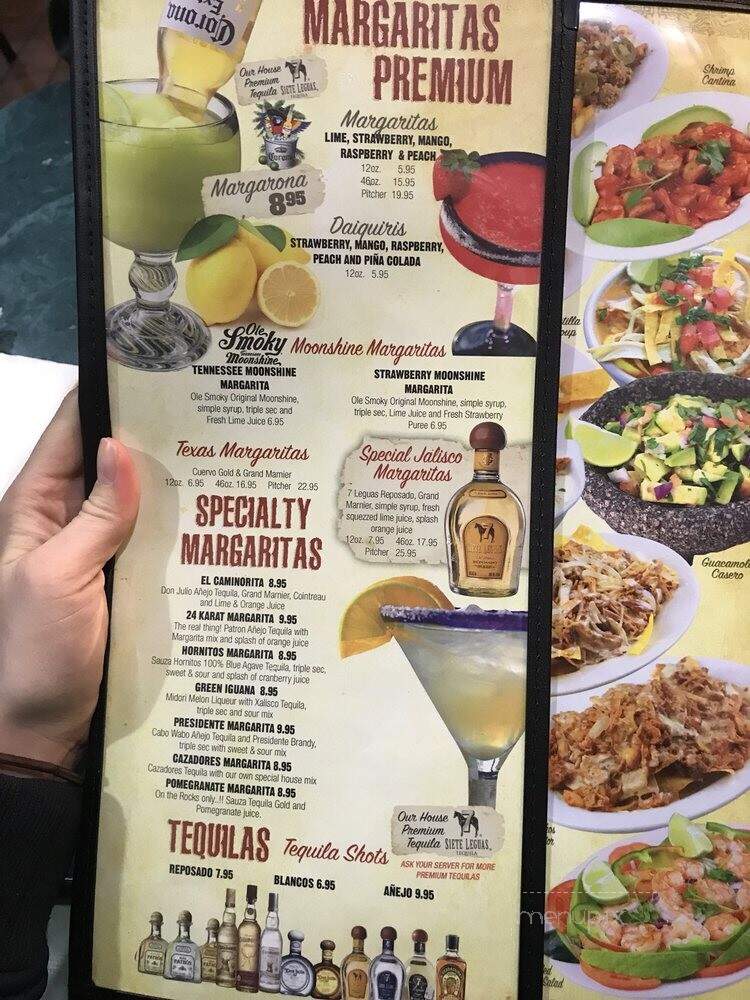 MARGARITAS
PREMIUM
Corona
Our House
Premium
Tequila SIETE LEGUAS
TEQUILA
Corona
Margarona
8.95
Margaritas
LIME, STRAWBERRY, MANGO,
RASPBERRY & PEACH
12oz. 5.95
46oz. 15.95
Pitcher 19.95
Daiquiris
STRAWBERRY, MANGO, RASPBERRY,
PEACH AND PIÑA COLADA
12oz. 5.95
Ole
Smoky
Moonshine
Moonshine Margaritas
TENNESSEE MOONSHINE
MARGARITA
Ole Smoky Original Moonshine,
simple syrup, triple sec and
Fresh Lime Juice 6.95
STRAWBERRY MOONSHINE
MARGARITA
Ole Smoky Original Moonshine, simple syrup,
triple sec, Lime Juice and Fresh Strawberry
Puree 6.95
Texas Margaritas
Cuervo Gold & Grand Marnier
12oz. 6.95 46oz. 16.95 Pitcher 22.95
Special Jalisco
Margaritas
7 Leguas Reposado, Grand
Marnier, simple syrup, fresh
squezzed lime juice, splash
orange juice
12oz. 7.95 46oz. 17.95
Pitcher 25.95
SPECIALTY
MARGARITAS
EL CAMINORITA 8.95
Don Julio Añejo Tequila, Grand Marnier, Cointreau
and Lime & Orange Juice
24 KARAT MARGARITA 9.95
The real thing! Patron Añejo Tequila with
Margarita mix and splash of orange juice
HORNITOS MARGARITA 8.95
Sauza Hornitos 100% Blue Agave Tequila, triple sec,
sweet & sour and splash of cranberry juice
GREEN IGUANA 8.95
Midori Melon Liqueur with Xalisco Tequila,
triple sec and sour mix
PRESIDENTE MARGARITA 9.95
Cabo Wabo Añejo Tequila and Presidente Brandy,
triple sec with sweet & sour mix
CAZADORES MARGARITA 8.95
Cazadores Tequila with our own special house mix
POMEGRANATE MARGARITA 8.95
On the Rocks only..!! Sauza Tequila Gold and
Pomegranate juice.
Our House
Premium
Tequila SIETE LEGUAS
TEQUILA
ASK YOUR SERVER FOR MORE
PREMIUM TEQUILAS
TEQUILAS Tequila Shots
REPOSADO 7.95
BLANCOS 6.95
AÑEJO 9.95
Shrimp
Cantina
Guacamole
Casero
Salad
menupix